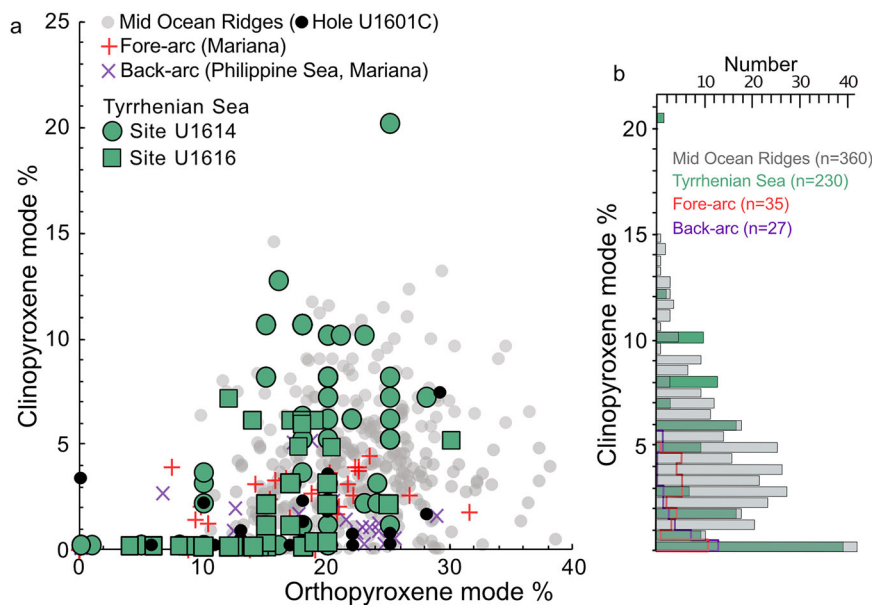 a
Mid Ocean Ridges ( Hole U1601C)
Fore-arc (Mariana)
Back-arc (Philippine Sea, Mariana)
Tyrrhenian Sea
Site U1614
Site U1616
25
20
15
10
5
0
Clinopyroxene mode %
0
10
20
30
40
Orthopyroxene mode %
b
Number
10
20
30
40
20
15
10
5
0
Clinopyroxene mode %
Mid Ocean Ridges (n=360)
Tyrrhenian Sea (n=230)
Fore-arc (n=35)
Back-arc (n=27)